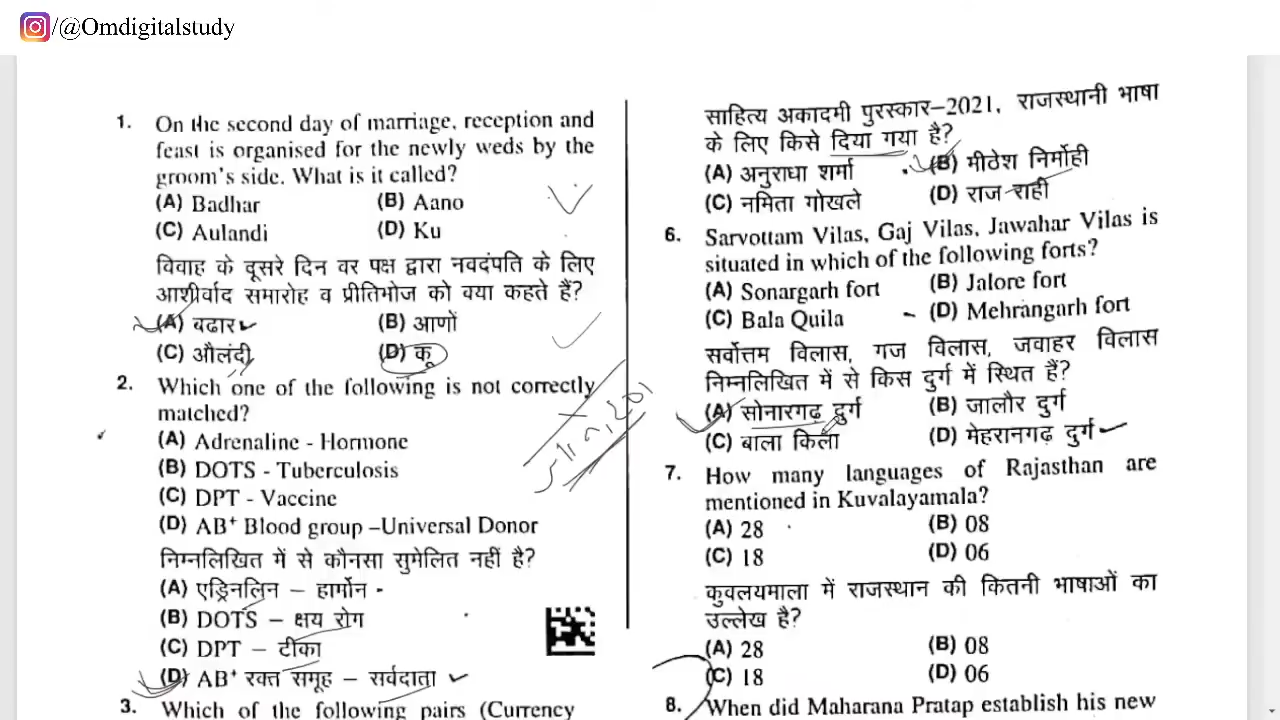 /@Omdigitalstudy
1. On the second day of marriage, reception and
feast is organised for the newly weds by the
groom's side. What is it called?
(A) Badhar (B) Aano
(C) Aulandi (D) Ku
विवाह के दूसरे दिन वर पक्ष द्वारा नवदंपति के लिए
आशीर्वाद समारोह व प्रीतिभोज को क्या कहते हैं?
(A) बढार (B) आणों
(C) औलंदी (D) कू
2. Which one of the following is not correctly
matched?
(A) Adrenaline - Hormone
(B) DOTS - Tuberculosis
(C) DPT - Vaccine
(D) AB⁺ Blood group –Universal Donor
निम्नलिखित में से कौनसा सुमेलित नहीं है?
(A) एड्रिनलिन – हार्मोन
(B) DOTS – क्षय रोग
(C) DPT – टीका
(D) AB⁺ रक्त समूह – सर्वदाता
3. Which of the following pairs (Currency
साहित्य अकादमी पुरस्कार–2021, राजस्थानी भाषा
के लिए किसे दिया गया है?
(A) अनुराधा शर्मा (B) मीठेश निर्मोही
(C) नमिता गोखले (D) राज राही
6. Sarvottam Vilas, Gaj Vilas, Jawahar Vilas is
situated in which of the following forts?
(A) Sonargarh fort (B) Jalore fort
(C) Bala Quila (D) Mehrangarh fort
सर्वोत्तम विलास, गज विलास, जवाहर विलास
निम्नलिखित में से किस दुर्ग में स्थित हैं?
(A) सोनारगढ़ दुर्ग (B) जालौर दुर्ग
(C) बाला किला (D) मेहरानगढ़ दुर्ग
7. How many languages of Rajasthan are
mentioned in Kuvalayamala?
(A) 28 (B) 08
(C) 18 (D) 06
कुवलयमाला में राजस्थान की कितनी भाषाओं का
उल्लेख है?
(A) 28 (B) 08
(C) 18 (D) 06
8. When did Maharana Pratap establish his new